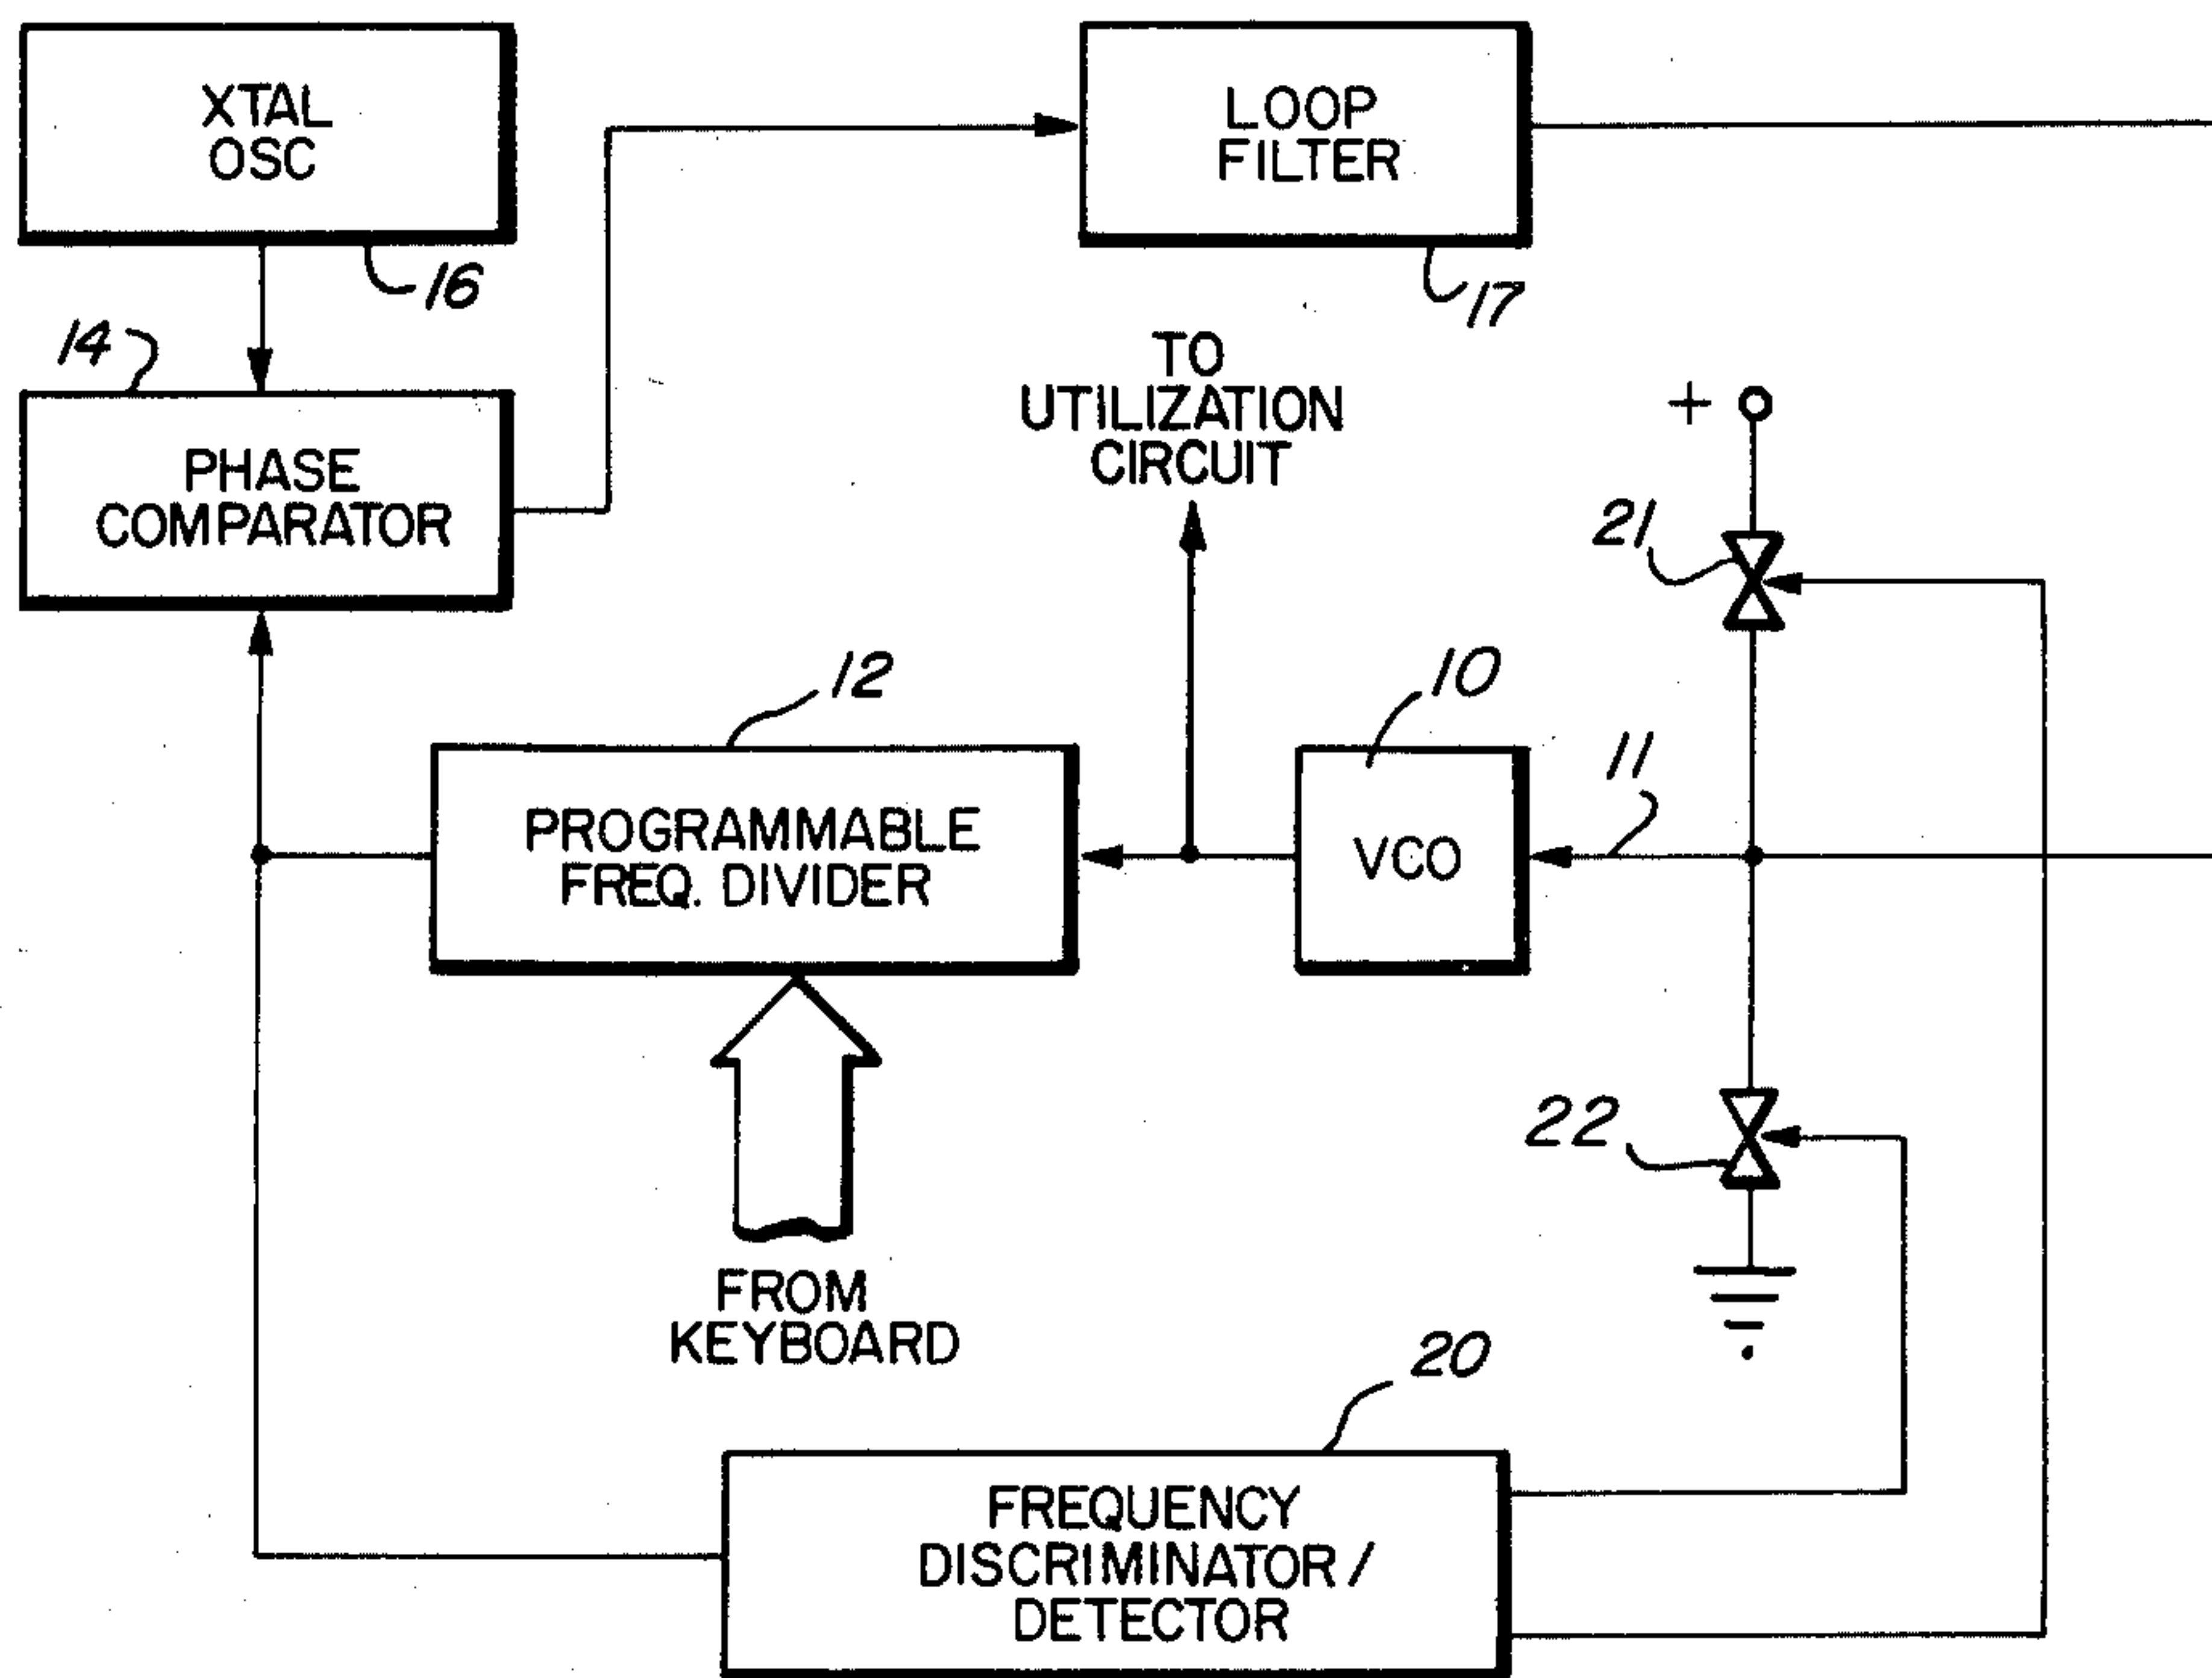 XTAL
OSC
16
LOOP
FILTER
17
14
PHASE
COMPARATOR
TO
UTILIZATION
CIRCUIT
+
21
12
PROGRAMMABLE
FREQ. DIVIDER
10
VCO
11
22
FROM
KEYBOARD
20
FREQUENCY
DISCRIMINATOR/
DETECTOR